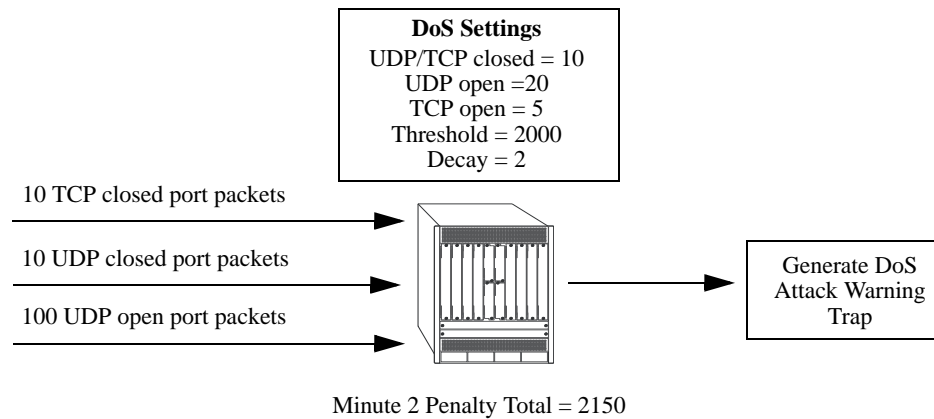 DoS Settings
UDP/TCP closed = 10
UDP open =20
TCP open = 5
Threshold = 2000
Decay = 2
10 TCP closed port packets
10 UDP closed port packets
100 UDP open port packets
Generate DoS
Attack Warning
Trap
Minute 2 Penalty Total = 2150